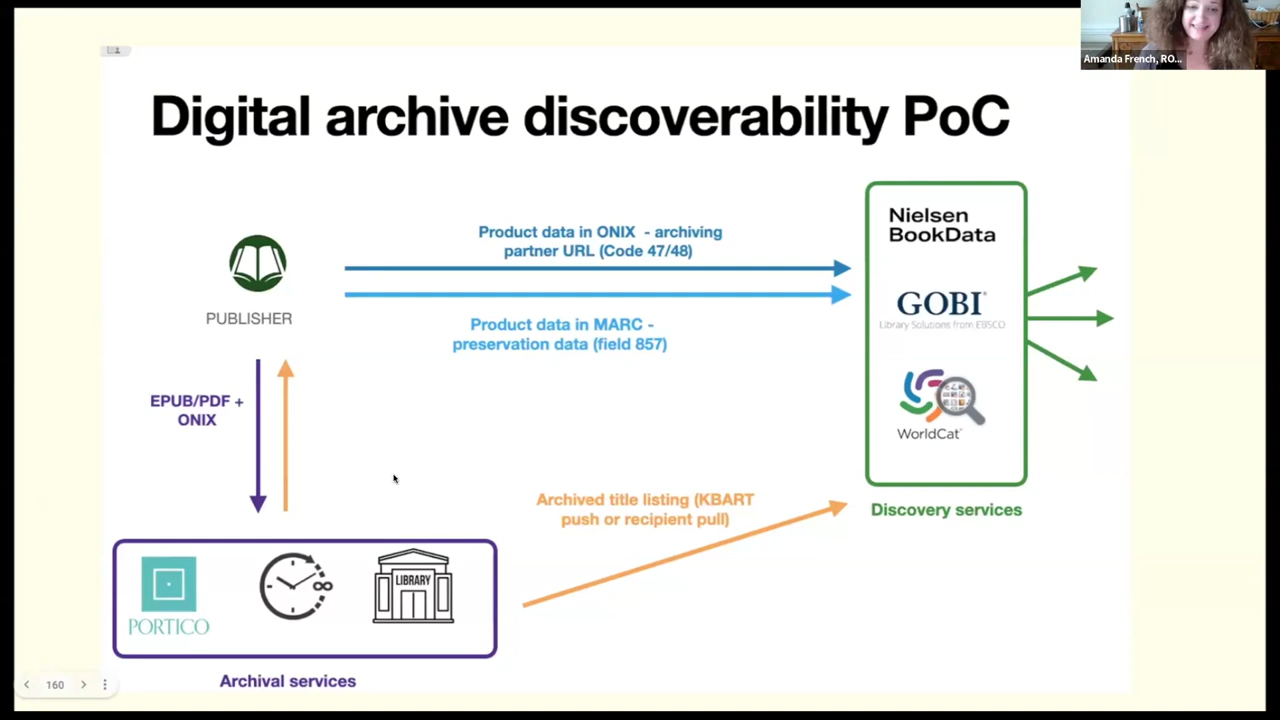 Amanda French, RO...
Digital archive discoverability PoC
Product data in ONIX - archiving
partner URL (Code 47/48)
Product data in MARC -
preservation data (field 857)
PUBLISHER
EPUB/PDF +
ONIX
Nielsen
BookData
GOBI®
Library Solutions from EBSCO
WorldCat®
Discovery services
Archived title listing (KBART
push or recipient pull)
PORTICO
LIBRARY
Archival services
160